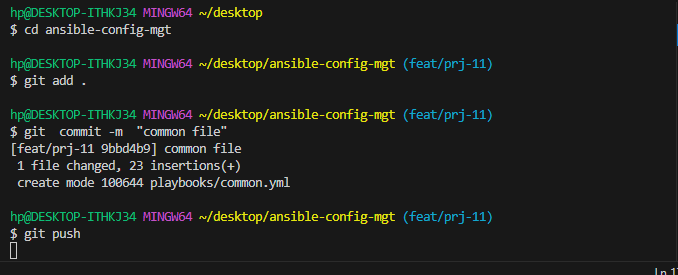 hp@DESKTOP-ITHKJ34 MINGW64 ~/desktop
$ cd ansible-config-mgt
hp@DESKTOP-ITHKJ34 MINGW64 ~/desktop/ansible-config-mgt (feat/prj-11)
$ git add .
hp@DESKTOP-ITHKJ34 MINGW64 ~/desktop/ansible-config-mgt (feat/prj-11)
$ git  commit -m  "common file"
[feat/prj-11 9bbd4b9] common file
 1 file changed, 23 insertions(+)
 create mode 100644 playbooks/common.yml
hp@DESKTOP-ITHKJ34 MINGW64 ~/desktop/ansible-config-mgt (feat/prj-11)
$ git push